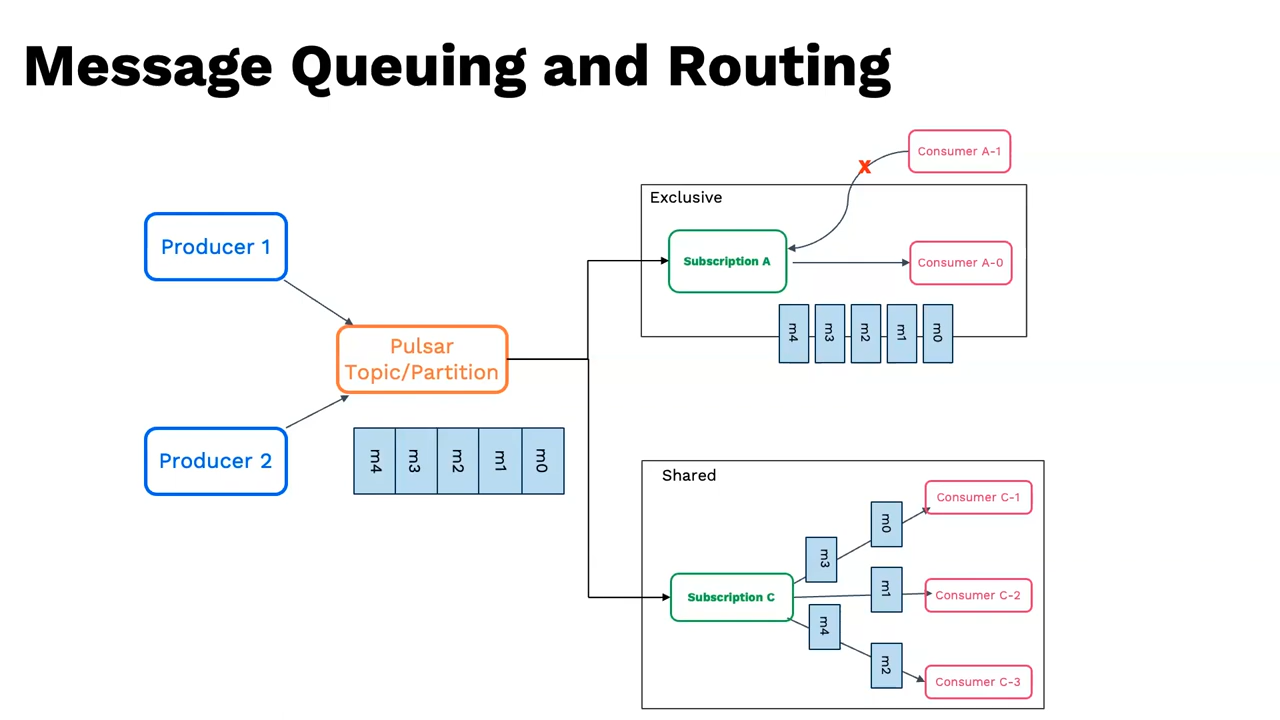 Message Queuing and Routing
Consumer A-1
X
Exclusive
Producer 1
Subscription A
Consumer A-0
m4
m3
m2
m1
m0
Pulsar
Topic/Partition
Producer 2
m4
m3
m2
m1
m0
Shared
Consumer C-1
m0
m3
Subscription C
m1
Consumer C-2
m4
m2
Consumer C-3